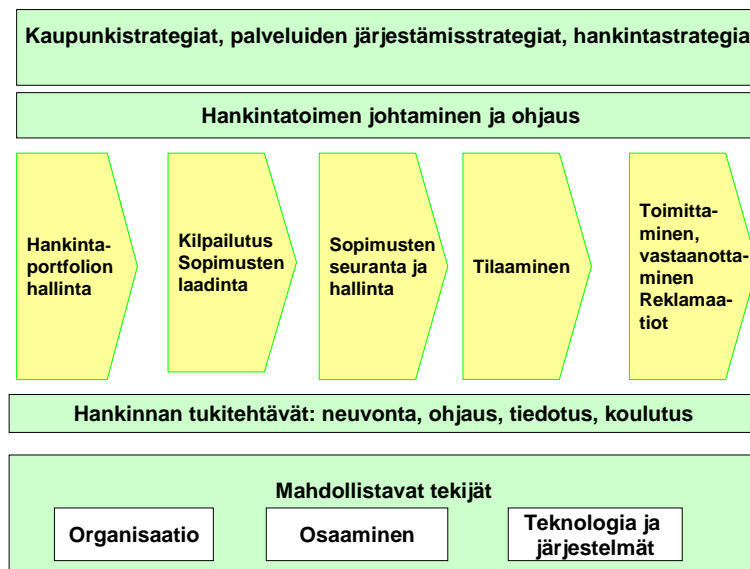 Kaupunkistrategiat, palveluiden järjestämisstrategiat, hankintastrategia
Hankintatoimen johtaminen ja ohjaus
Hankinta-
portfolion
hallinta
Kilpailutus
Sopimusten
laadinta
Sopimusten
seuranta ja
hallinta
Tilaaminen
Toimitta-
minen,
vastaanotta-
minen
Reklamaa-
tiot
Hankinnan tukitehtävät: neuvonta, ohjaus, tiedotus, koulutus
Mahdollistavat tekijät
Organisaatio
Osaaminen
Teknologia ja
järjestelmät